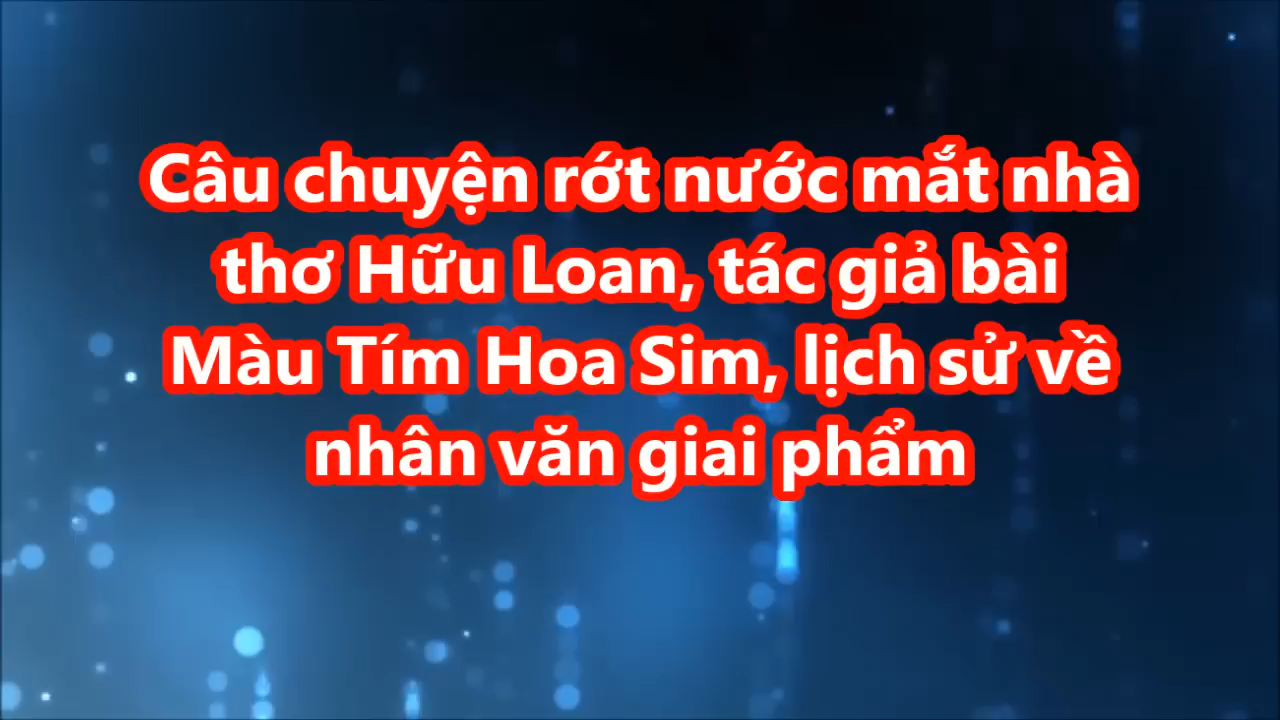 Câu chuyện rớt nước mắt nhà
thơ Hữu Loan, tác giả bài
Màu Tím Hoa Sim, lịch sử về
nhân văn giai phẩm